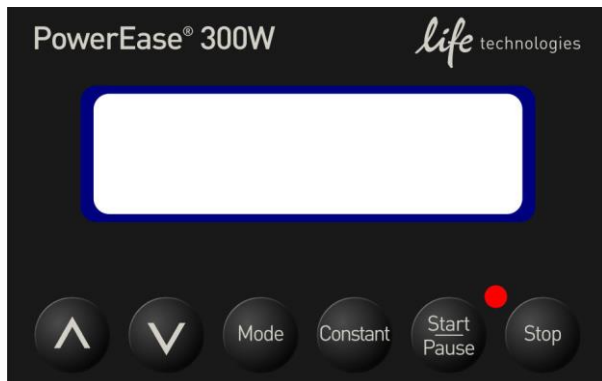 PowerEase® 300W
life technologies
Mode
Constant
Start
Pause
Stop